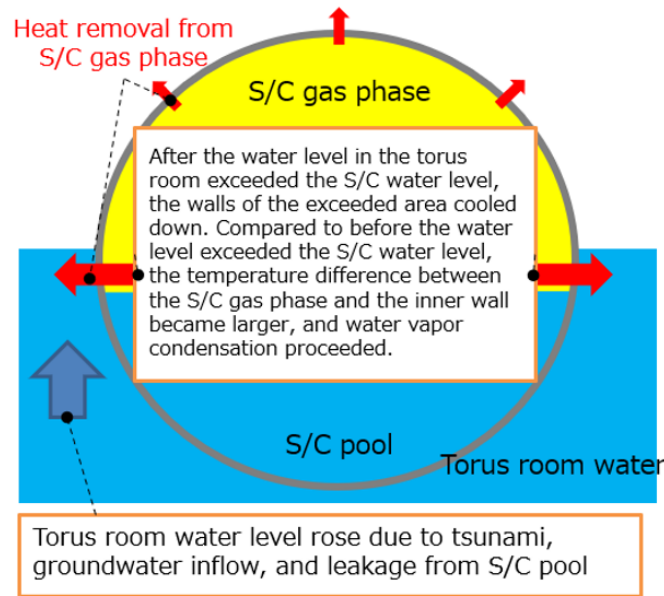 Heat removal from
S/C gas phase
S/C gas phase
After the water level in the torus
room exceeded the S/C water level,
the walls of the exceeded area cooled
down. Compared to before the water
level exceeded the S/C water level,
the temperature difference between
the S/C gas phase and the inner wall
became larger, and water vapor
condensation proceeded.
S/C pool
Torus room water
Torus room water level rose due to tsunami,
groundwater inflow, and leakage from S/C pool